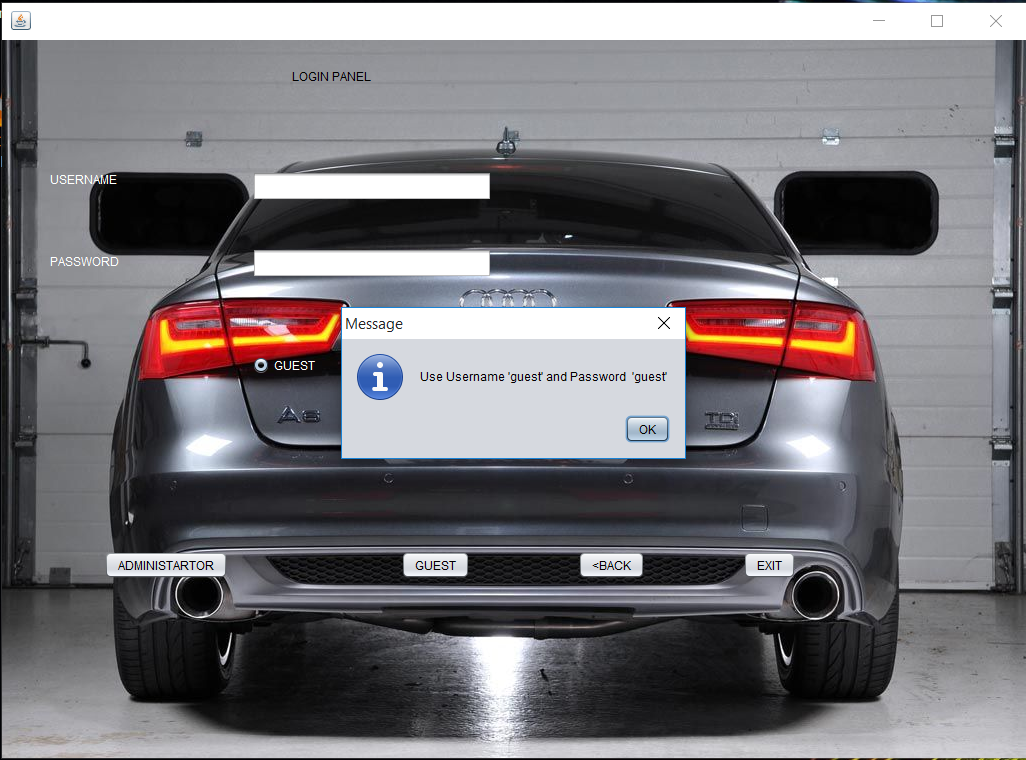 LOGIN PANEL
USERNAME
PASSWORD
Message
GUEST
Use Username 'guest' and Password 'guest'
A6
TDI
OK
ADMINISTARTOR
GUEST
<BACK
EXIT